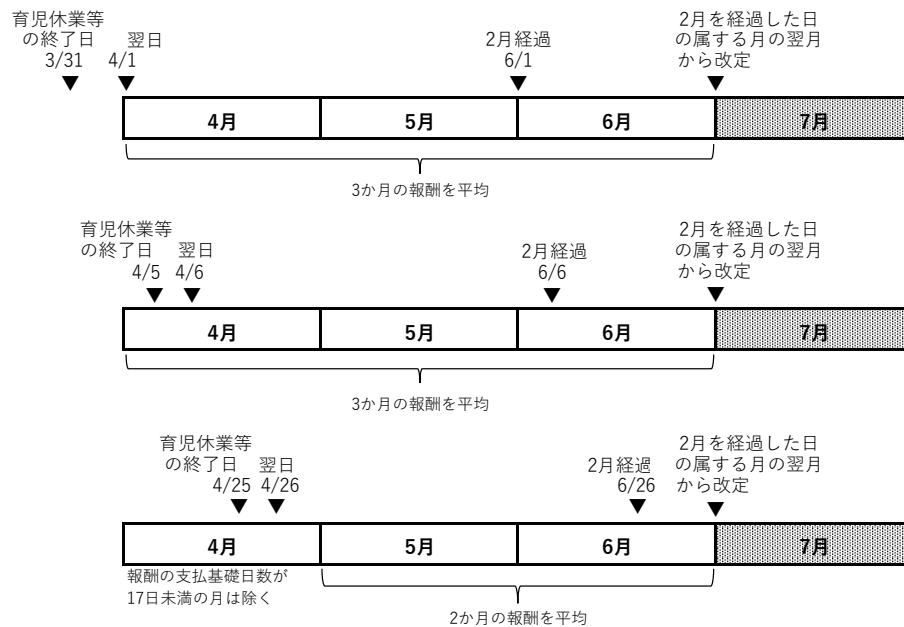 育児休業等
の終了日
3/31
翌日
4/1
2月経過
6/1
2月を経過した日
の属する月の翌月
から改定
4月
5月
6月
7月
3か月の報酬を平均
育児休業等
の終了日
4/5
翌日
4/6
2月経過
6/6
2月を経過した日
の属する月の翌月
から改定
4月
5月
6月
7月
3か月の報酬を平均
育児休業等
の終了日
4/25
翌日
4/26
2月経過
6/26
2月を経過した日
の属する月の翌月
から改定
4月
5月
6月
7月
報酬の支払基礎日数が
17日未満の月は除く
2か月の報酬を平均